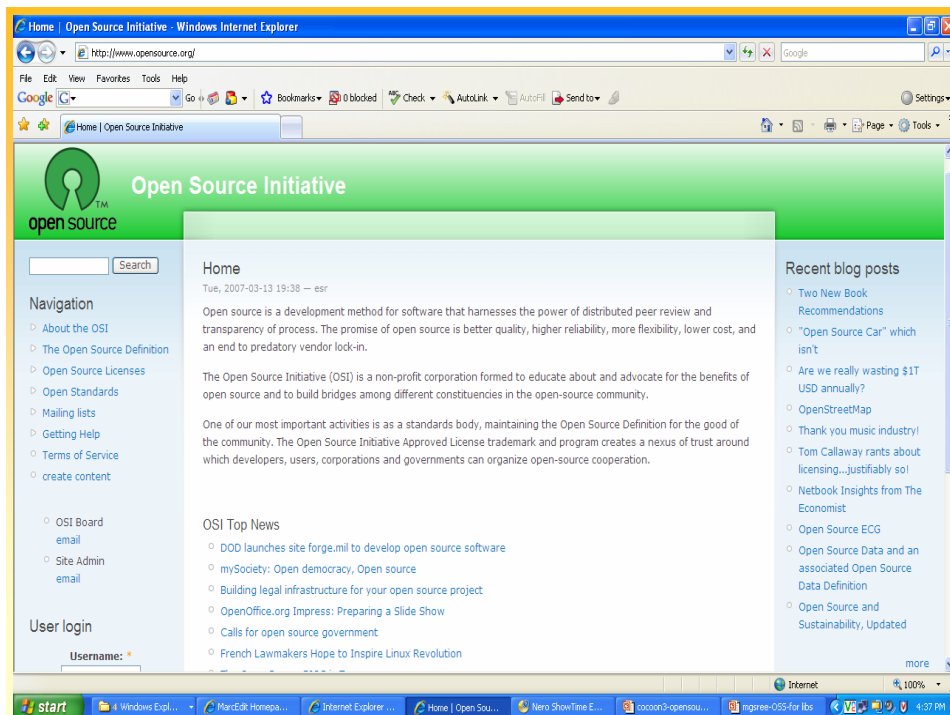 Home | Open Source Initiative - Windows Internet Explorer
http://www.opensource.org/
Google
File Edit View Favorites Tools Help
Google G Go Bookmarks 0 blocked Check AutoLink AutoFill Send to Settings
Home | Open Source Initiative
Page Tools
open source TM
Open Source Initiative
Search
Navigation
About the OSI
The Open Source Definition
Open Source Licenses
Open Standards
Mailing lists
Getting Help
Terms of Service
create content
OSI Board
email
Site Admin
email
User login
Username: *
Home
Tue, 2007-03-13 19:38 — esr
Open source is a development method for software that harnesses the power of distributed peer review and
transparency of process. The promise of open source is better quality, higher reliability, more flexibility, lower cost, and
an end to predatory vendor lock-in.
The Open Source Initiative (OSI) is a non-profit corporation formed to educate about and advocate for the benefits of
open source and to build bridges among different constituencies in the open-source community.
One of our most important activities is as a standards body, maintaining the Open Source Definition for the good of
the community. The Open Source Initiative Approved License trademark and program creates a nexus of trust around
which developers, users, corporations and governments can organize open-source cooperation.
OSI Top News
DOD launches site forge.mil to develop open source software
mySociety: Open democracy, Open source
Building legal infrastructure for your open source project
OpenOffice.org Impress: Preparing a Slide Show
Calls for open source government
French Lawmakers Hope to Inspire Linux Revolution
Recent blog posts
Two New Book
Recommendations
"Open Source Car" which
isn't
Are we really wasting $1T
USD annually?
OpenStreetMap
Thank you music industry!
Tom Callaway rants about
licensing...justifiably so!
Netbook Insights from The
Economist
Open Source ECG
Open Source Data and an
associated Open Source
Data Definition
Open Source and
Sustainability, Updated
more
Internet 100%
start 4 Windows Expl... MarcEdit Homepa... Internet Explorer ... Home | Open Sou... Nero ShowTime E... cocoon3-opensou... mgsree-OSS-for libs 4:37 PM